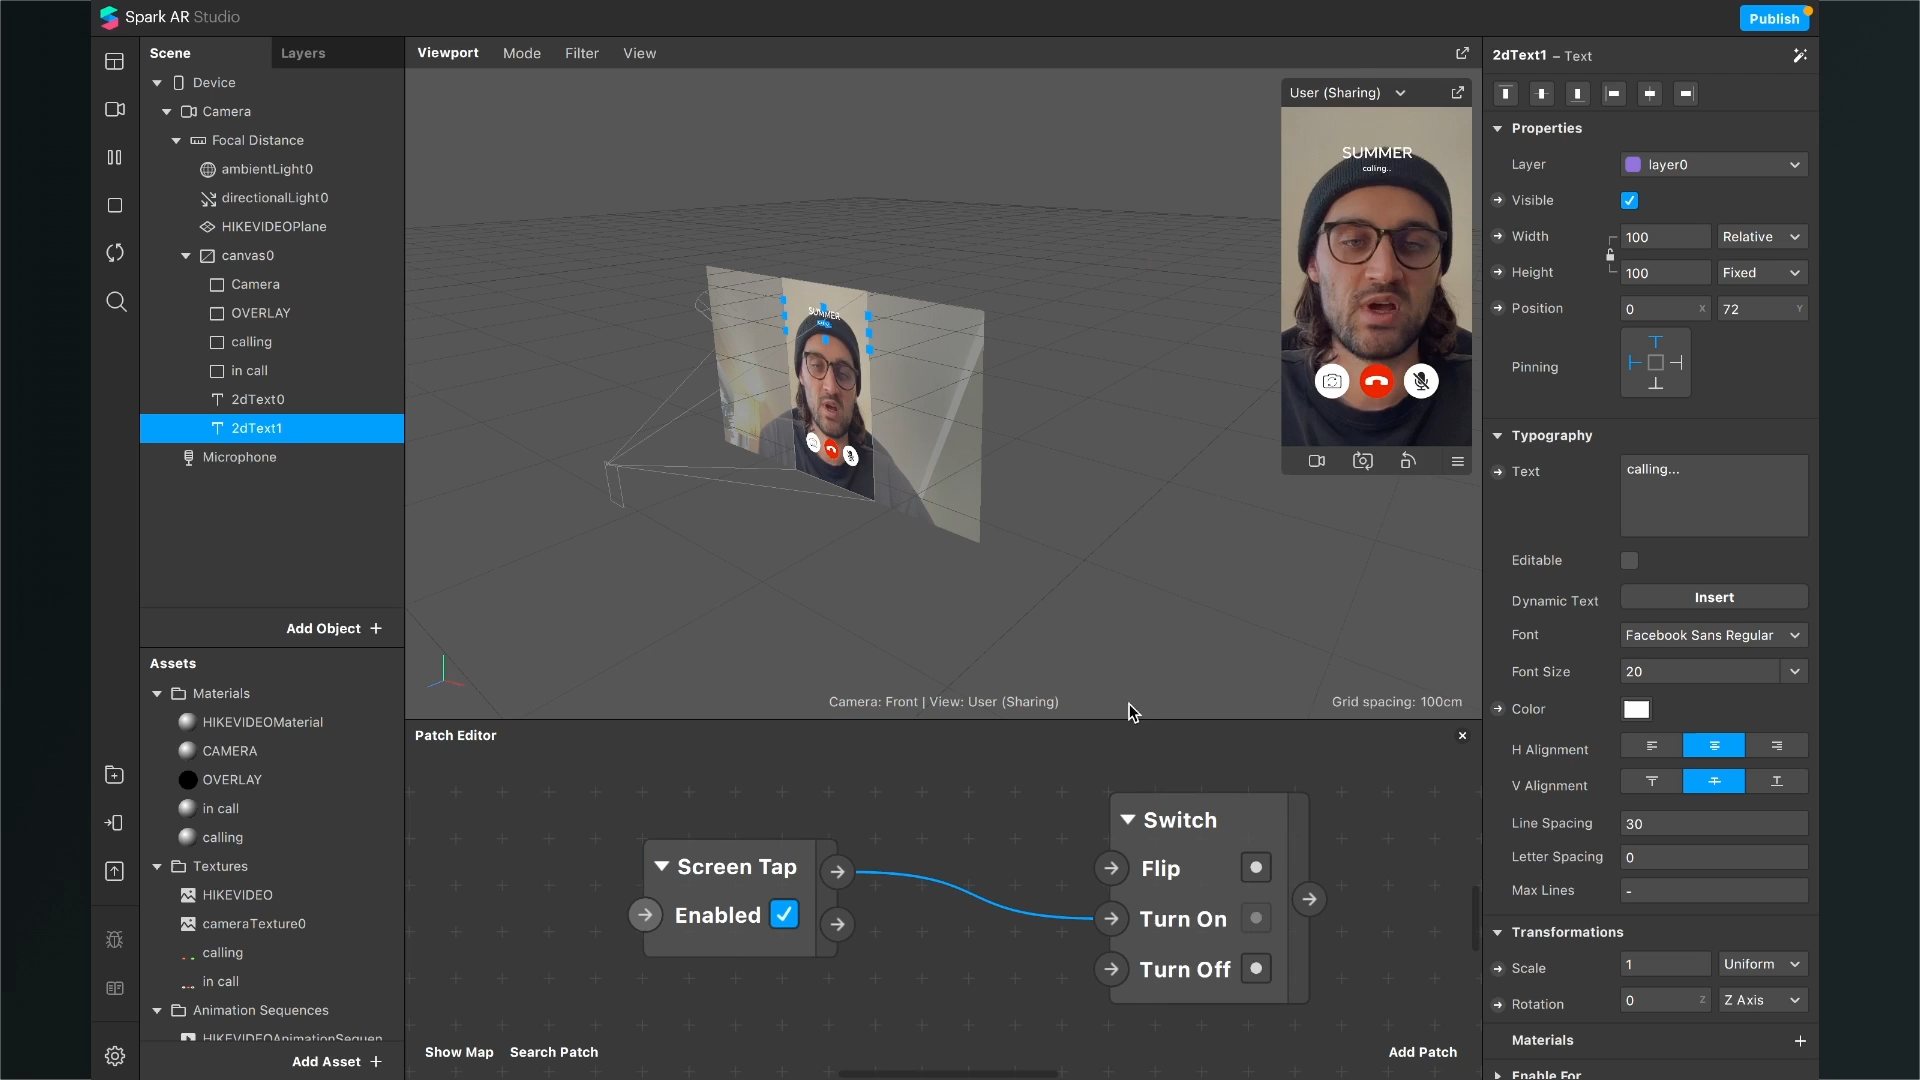 Spark AR Studio
Publish
Scene
Layers
Device
Camera
Focal Distance
ambientLight0
directionalLight0
HIKEVIDEOPlane
canvas0
Camera
OVERLAY
calling
in call
2dText0
2dText1
Microphone
Add Object +
Assets
Materials
HIKEVIDEOMaterial
CAMERA
OVERLAY
in call
calling
Textures
HIKEVIDEO
cameraTexture0
calling
in call
Animation Sequences
HIKEVIDEOAnimationSequen
Add Asset +
Viewport
Mode
Filter
View
SUMMER
User (Sharing)
SUMMER
calling..
Camera: Front | View: User (Sharing)
Grid spacing: 100cm
Patch Editor
Screen Tap
Enabled
Switch
Flip
Turn On
Turn Off
Show Map
Search Patch
Add Patch
2dText1 – Text
Properties
Layer
layer0
Visible
Width
100
Relative
Height
100
Fixed
Position
0 X
72 Y
Pinning
Typography
Text
calling...
Editable
Dynamic Text
Insert
Font
Facebook Sans Regular
Font Size
20
Color
H Alignment
V Alignment
Line Spacing
30
Letter Spacing
0
Max Lines
-
Transformations
Scale
1
Uniform
Rotation
0 Z
Z Axis
Materials +
Enable For